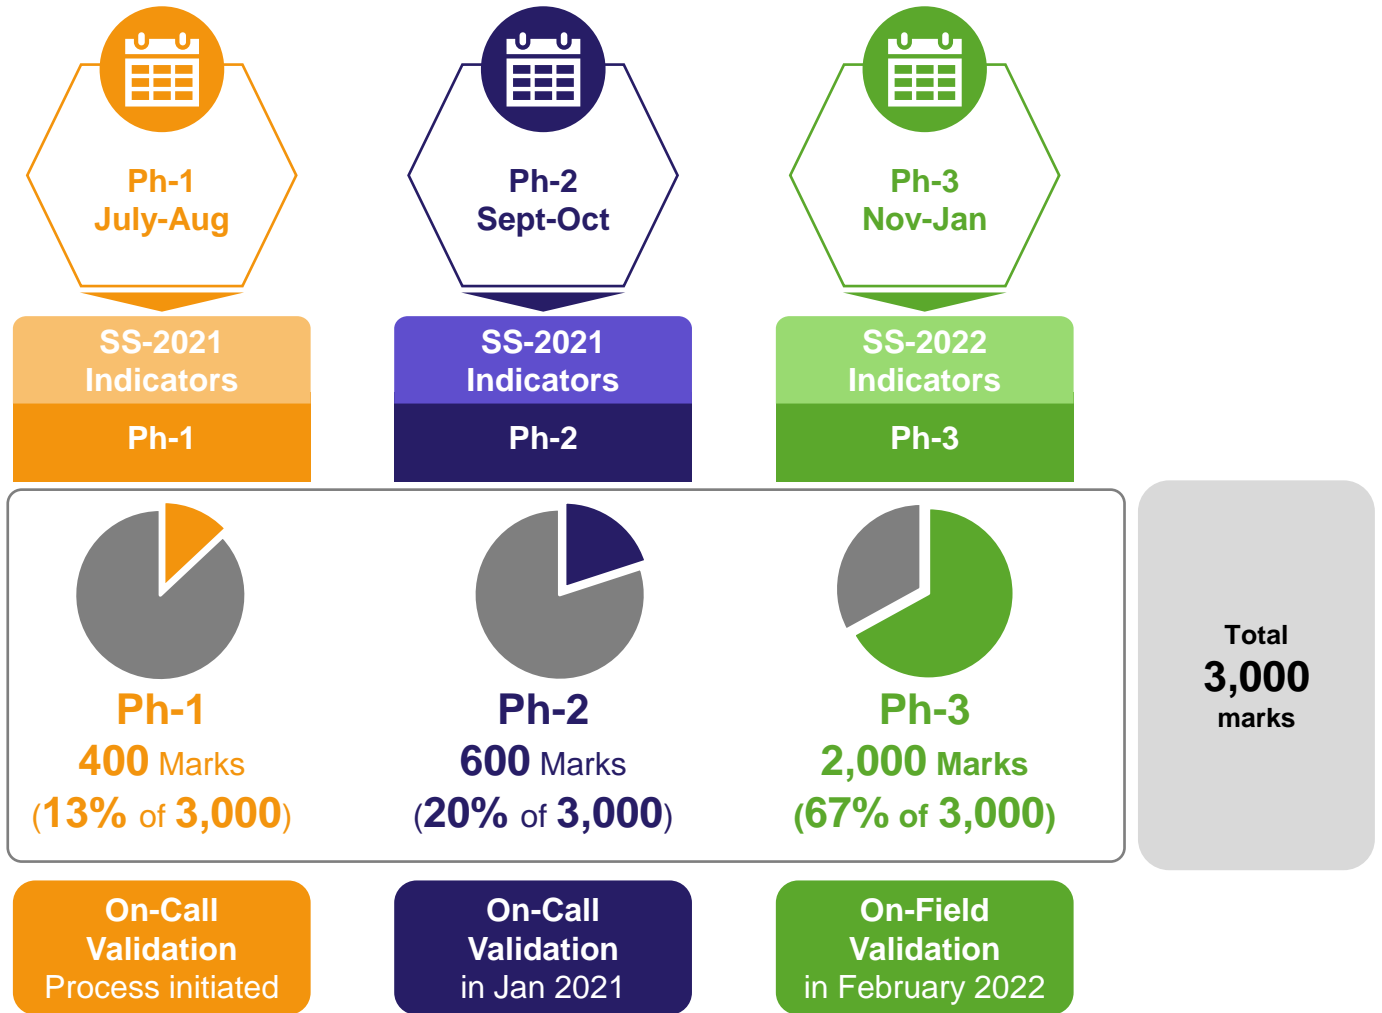 Ph-1
July-Aug
Ph-2
Sept-Oct
Ph-3
Nov-Jan
SS-2021
Indicators
Ph-1
SS-2021
Indicators
Ph-2
SS-2022
Indicators
Ph-3
Ph-1
400 Marks
(13% of 3,000)
Ph-2
600 Marks
(20% of 3,000)
Ph-3
2,000 Marks
(67% of 3,000)
Total
3,000
marks
On-Call
Validation
Process initiated
On-Call
Validation
in Jan 2021
On-Field
Validation
in February 2022